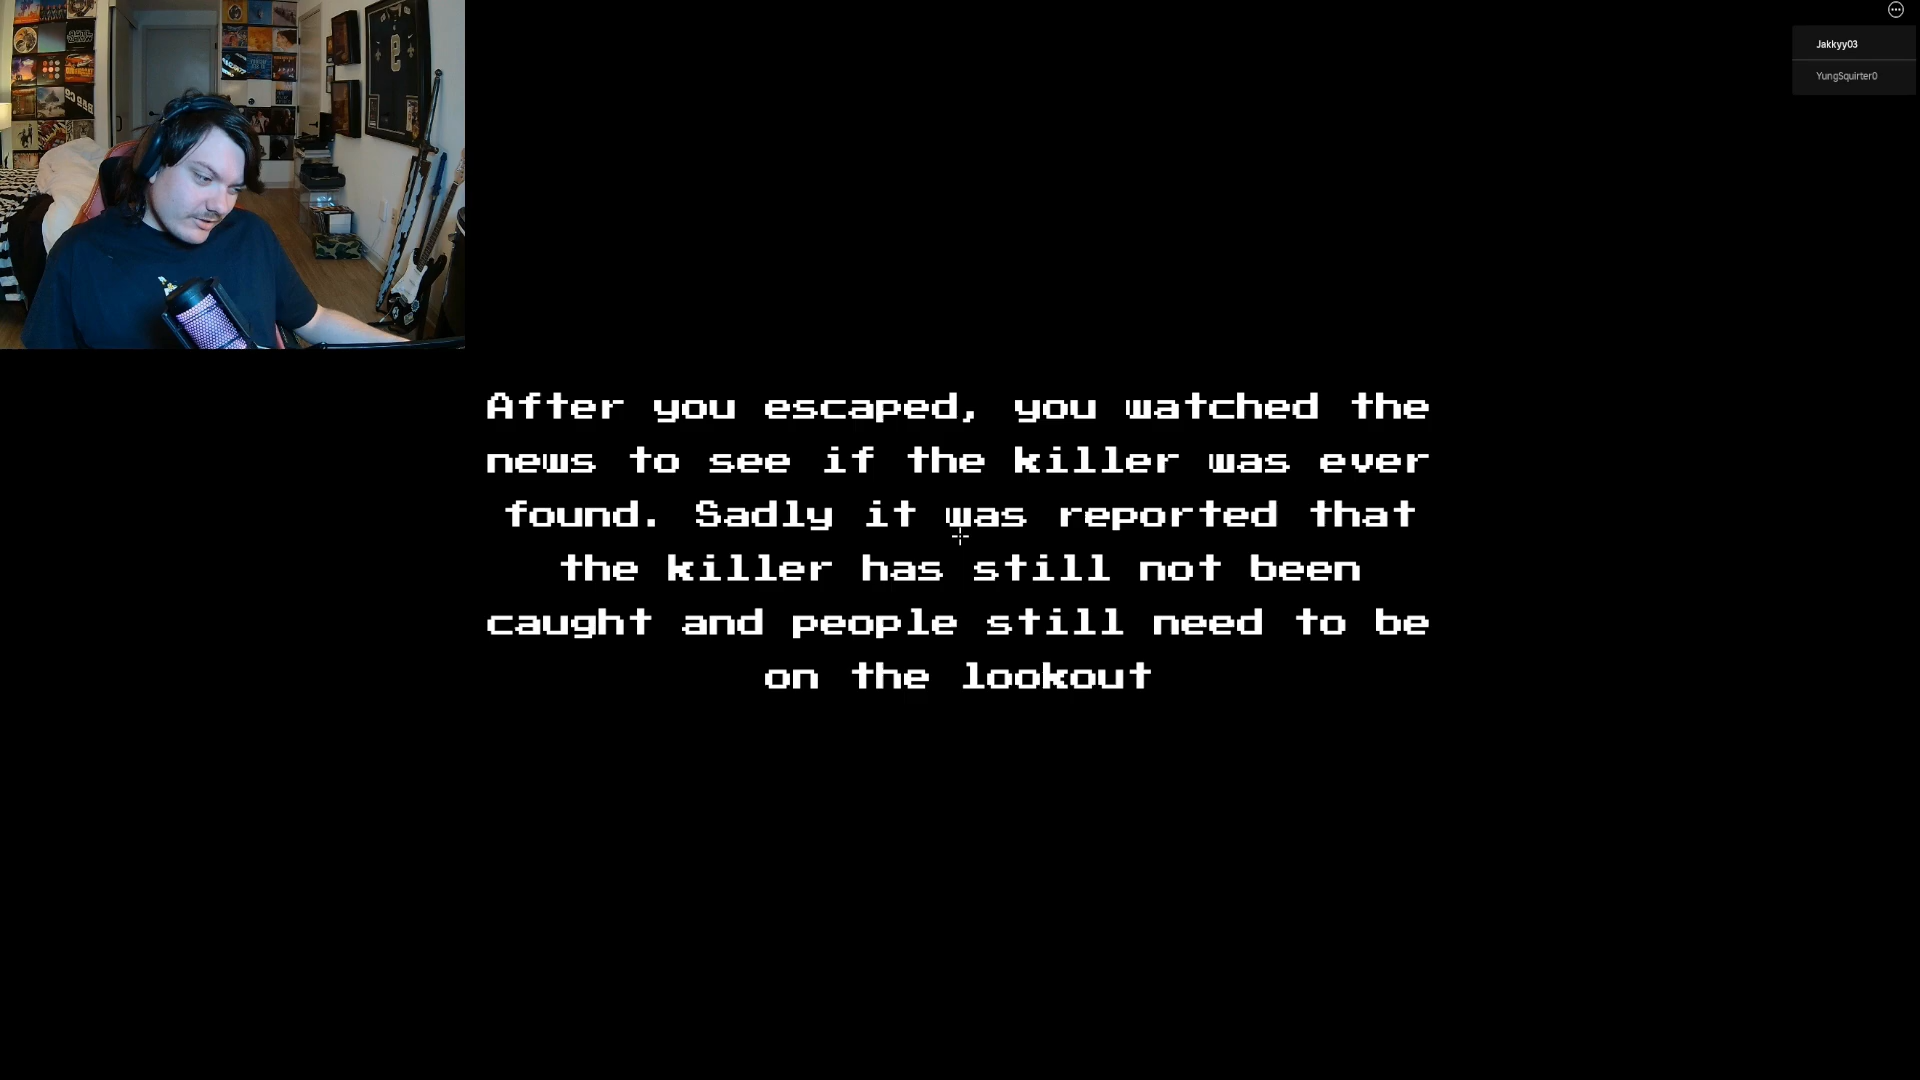 Jakkyy03
YungSquirter0
After you escaped, you watched the
news to see if the killer was ever
found. Sadly it was reported that
the killer has still not been
caught and people still need to be
on the lookout